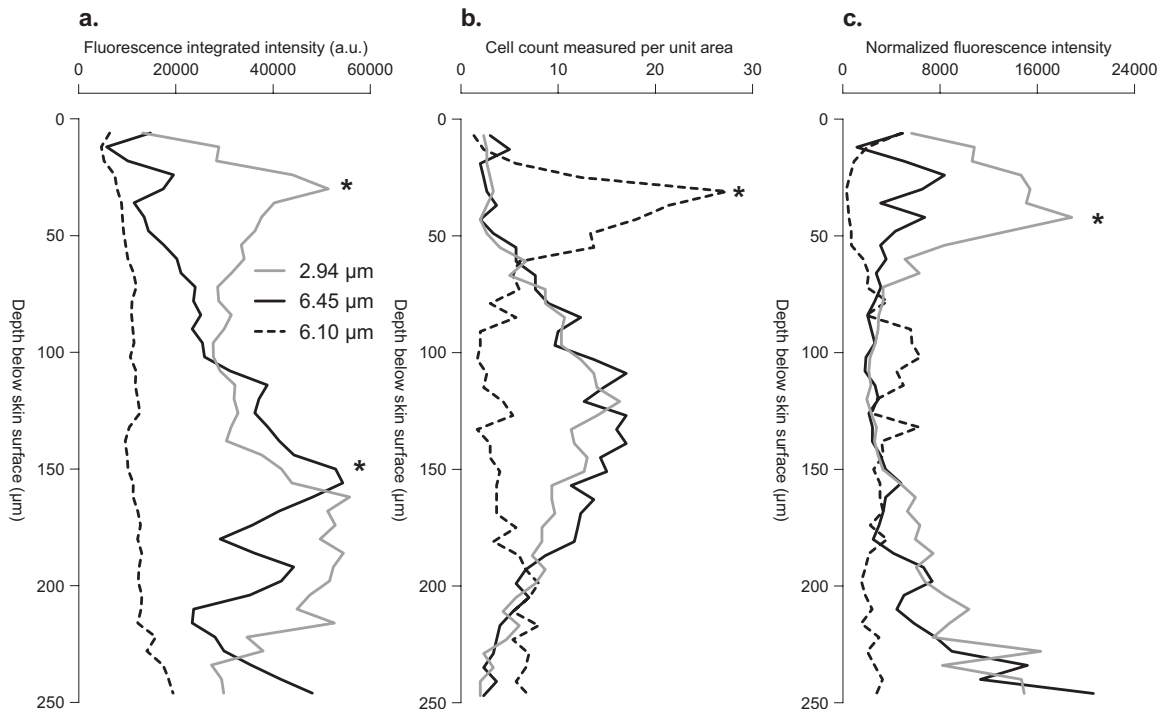 a.
Fluorescence integrated intensity (a.u.)
0 20000 40000 60000
0
50
100
150
200
250
Depth below skin surface (µm)
*
*
2.94 µm
6.45 µm
6.10 µm
b.
Cell count measured per unit area
0 10 20 30
0
50
100
150
200
250
Depth below skin surface (µm)
*
c.
Normalized fluorescence intensity
0 8000 16000 24000
0
50
100
150
200
250
Depth below skin surface (µm)
*